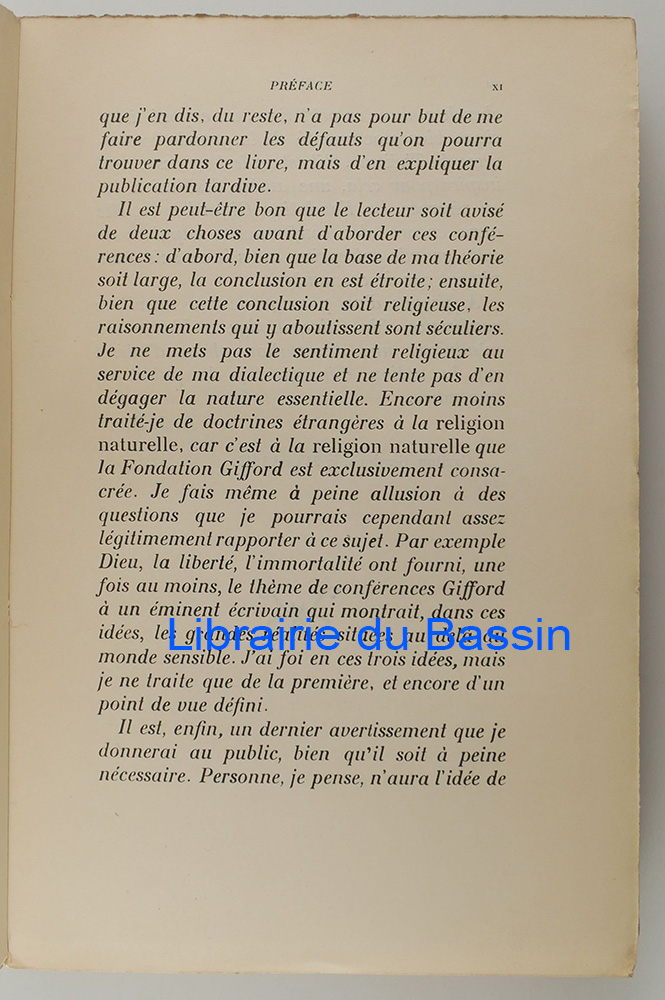 PRÉFACE XI
que j'en dis, du reste, n'a pas pour but de me
faire pardonner les défauts qu'on pourra
trouver dans ce livre, mais d'en expliquer la
publication tardive.
Il est peut-être bon que le lecteur soit avisé
de deux choses avant d'aborder ces confé-
rences : d'abord, bien que la base de ma théorie
soit large, la conclusion en est étroite; ensuite,
bien que cette conclusion soit religieuse, les
raisonnements qui y aboutissent sont séculiers.
Je ne mets pas le sentiment religieux au
service de ma dialectique et ne tente pas d'en
dégager la nature essentielle. Encore moins
traité-je de doctrines étrangères à la religion
naturelle, car c'est à la religion naturelle que
la Fondation Gifford est exclusivement consa-
crée. Je fais même à peine allusion à des
questions que je pourrais cependant assez
légitimement rapporter à ce sujet. Par exemple
Dieu, la liberté, l'immortalité ont fourni, une
fois au moins, le thème de conférences Gifford
à un éminent écrivain qui montrait, dans ces
idées, les grandes réalités situées au delà du
Librairie du Bassin
monde sensible. J'ai foi en ces trois idées, mais
je ne traite que de la première, et encore d'un
point de vue défini.
Il est, enfin, un dernier avertissement que je
donnerai au public, bien qu'il soit à peine
nécessaire. Personne, je pense, n'aura l'idée de